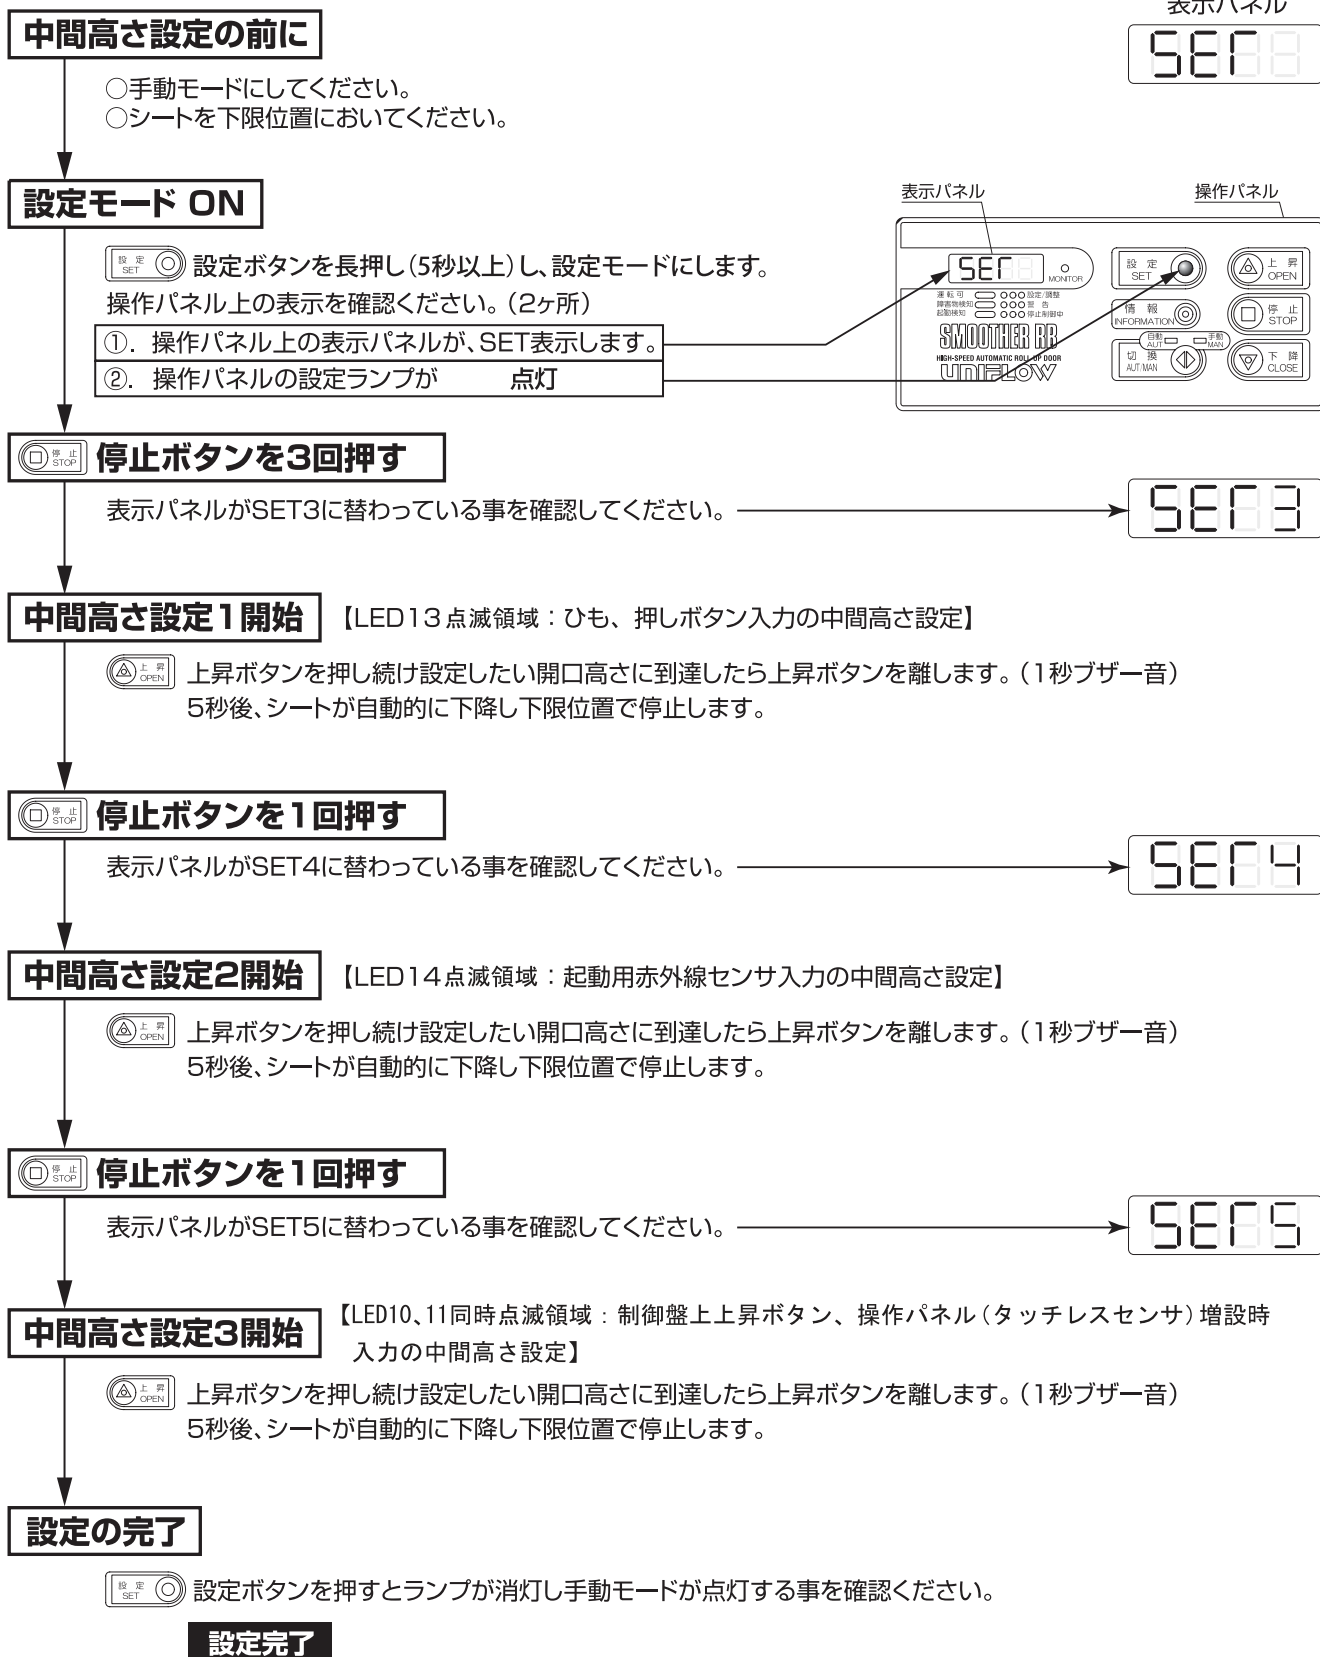 表示パネル
中間高さ設定の前に
SET
○手動モードにしてください。
○シートを下限位置においてください。
設定モード ON
表示パネル
操作パネル
設定
SET
設定ボタンを長押し(5秒以上)し、設定モードにします。
操作パネル上の表示を確認ください。(2ヶ所)
①. 操作パネル上の表示パネルが、SET表示します。
②. 操作パネルの設定ランプが 点灯
SET
MONITOR
運転可 設定/調整
障害物検知 警告
起動検知 停止制御中
SMOOTHER RR
HIGH-SPEED AUTOMATIC ROLL-UP DOOR
UNIFLOW
設定
SET
上昇
OPEN
情報
INFORMATION
停止
STOP
自動
AUT
手動
MAN
切換
AUT/MAN
下降
CLOSE
停止
STOP
停止ボタンを3回押す
表示パネルがSET3に替わっている事を確認してください。
SET3
中間高さ設定1開始
【LED13点滅領域：ひも、押しボタン入力の中間高さ設定】
上昇
OPEN
上昇ボタンを押し続け設定したい開口高さに到達したら上昇ボタンを離します。(1秒ブザー音)
5秒後、シートが自動的に下降し下限位置で停止します。
停止
STOP
停止ボタンを1回押す
表示パネルがSET4に替わっている事を確認してください。
SET4
中間高さ設定2開始
【LED14点滅領域：起動用赤外線センサ入力の中間高さ設定】
上昇
OPEN
上昇ボタンを押し続け設定したい開口高さに到達したら上昇ボタンを離します。(1秒ブザー音)
5秒後、シートが自動的に下降し下限位置で停止します。
停止
STOP
停止ボタンを1回押す
表示パネルがSET5に替わっている事を確認してください。
SET5
中間高さ設定3開始
【LED10、11同時点滅領域：制御盤上上昇ボタン、操作パネル(タッチレスセンサ)増設時
入力の中間高さ設定】
上昇
OPEN
上昇ボタンを押し続け設定したい開口高さに到達したら上昇ボタンを離します。(1秒ブザー音)
5秒後、シートが自動的に下降し下限位置で停止します。
設定の完了
設定
SET
設定ボタンを押すとランプが消灯し手動モードが点灯する事を確認ください。
設定完了